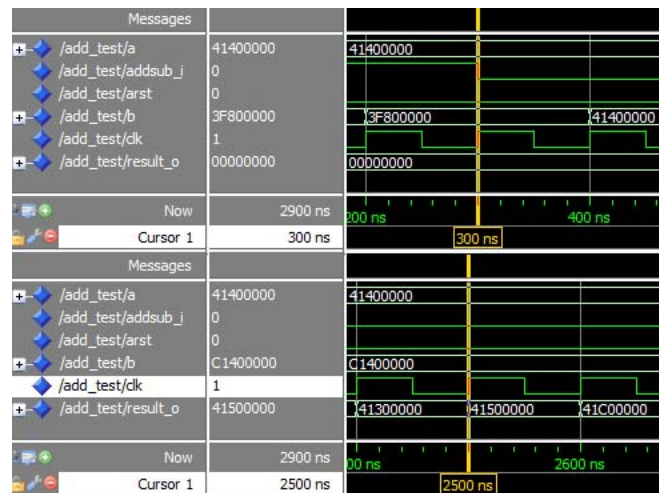 Messages
/add_test/a 41400000 41400000
/add_test/addsub_i 0
/add_test/arst 0
/add_test/b 3F800000 3F800000 41400000
/add_test/clk 1
/add_test/result_o 00000000 00000000
Now 2900 ns 200 ns 400 ns
Cursor 1 300 ns 300 ns
Messages
/add_test/a 41400000 41400000
/add_test/addsub_i 0
/add_test/arst 0
/add_test/b C1400000 C1400000
/add_test/clk 1
/add_test/result_o 41500000 41300000 41500000 41C00000
Now 2900 ns 00 ns 2600 ns
Cursor 1 2500 ns 2500 ns